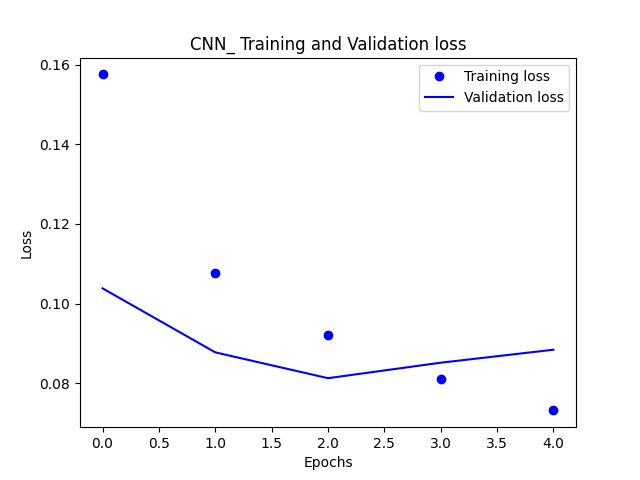 CNN_ Training and Validation loss
0.16
0.14
0.12
0.10
0.08
Loss
Training loss
Validation loss
0.0 0.5 1.0 1.5 2.0 2.5 3.0 3.5 4.0
Epochs